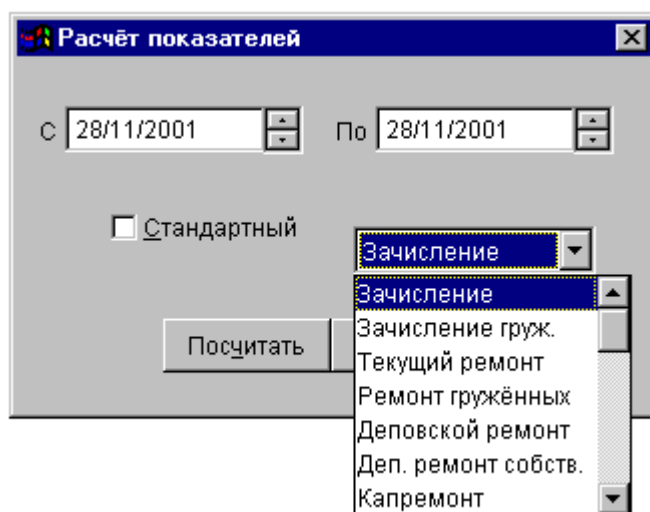 Расчёт показателей
С 28/11/2001 По 28/11/2001
Стандартный
Зачисление
Зачисление
Зачисление груж.
Посчитать
Текущий ремонт
Ремонт гружённых
Деповской ремонт
Деп. ремонт собств.
Капремонт